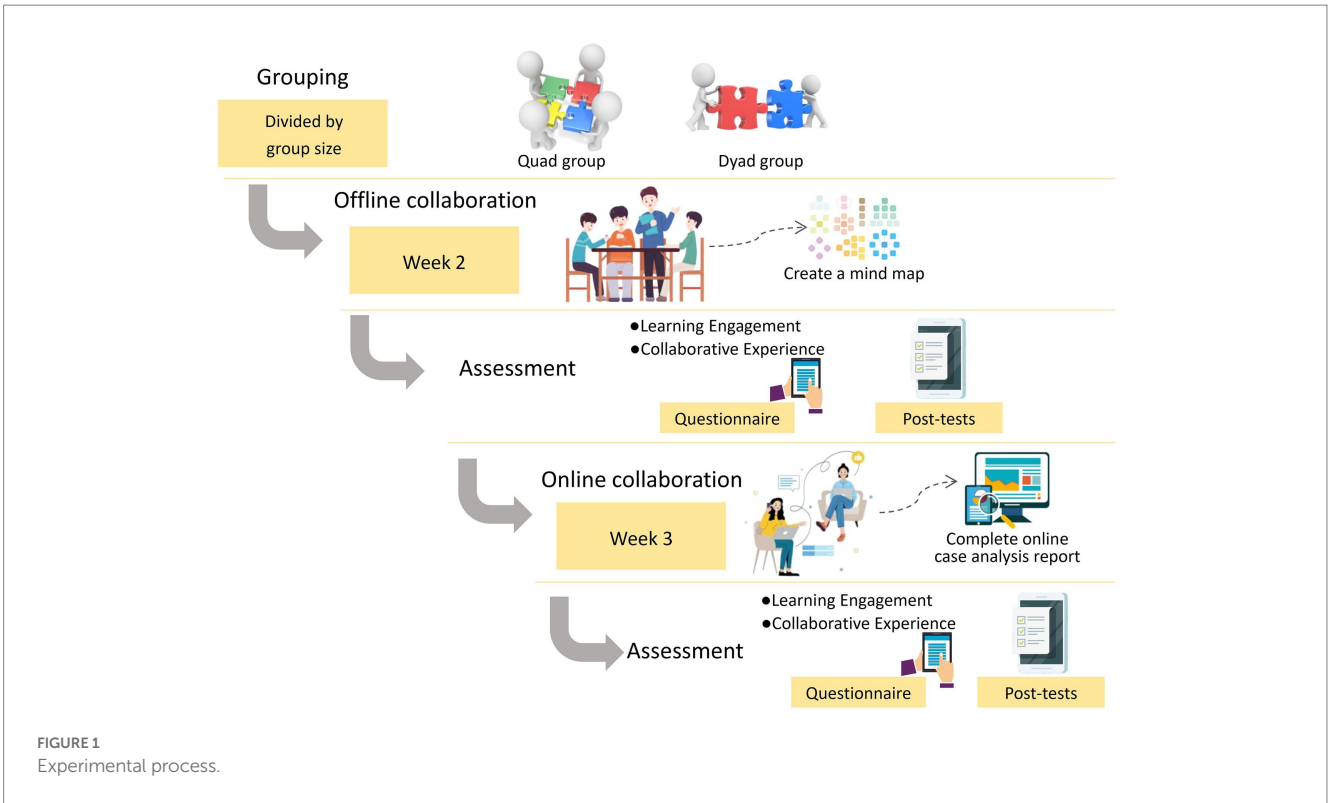 Grouping
Divided by
group size
Quad group
Dyad group
Offline collaboration
Week 2
Create a mind map
●Learning Engagement
●Collaborative Experience
Assessment
Questionnaire
Post-tests
Online collaboration
Week 3
Complete online
case analysis report
●Learning Engagement
●Collaborative Experience
Assessment
Questionnaire
Post-tests
FIGURE 1
Experimental process.